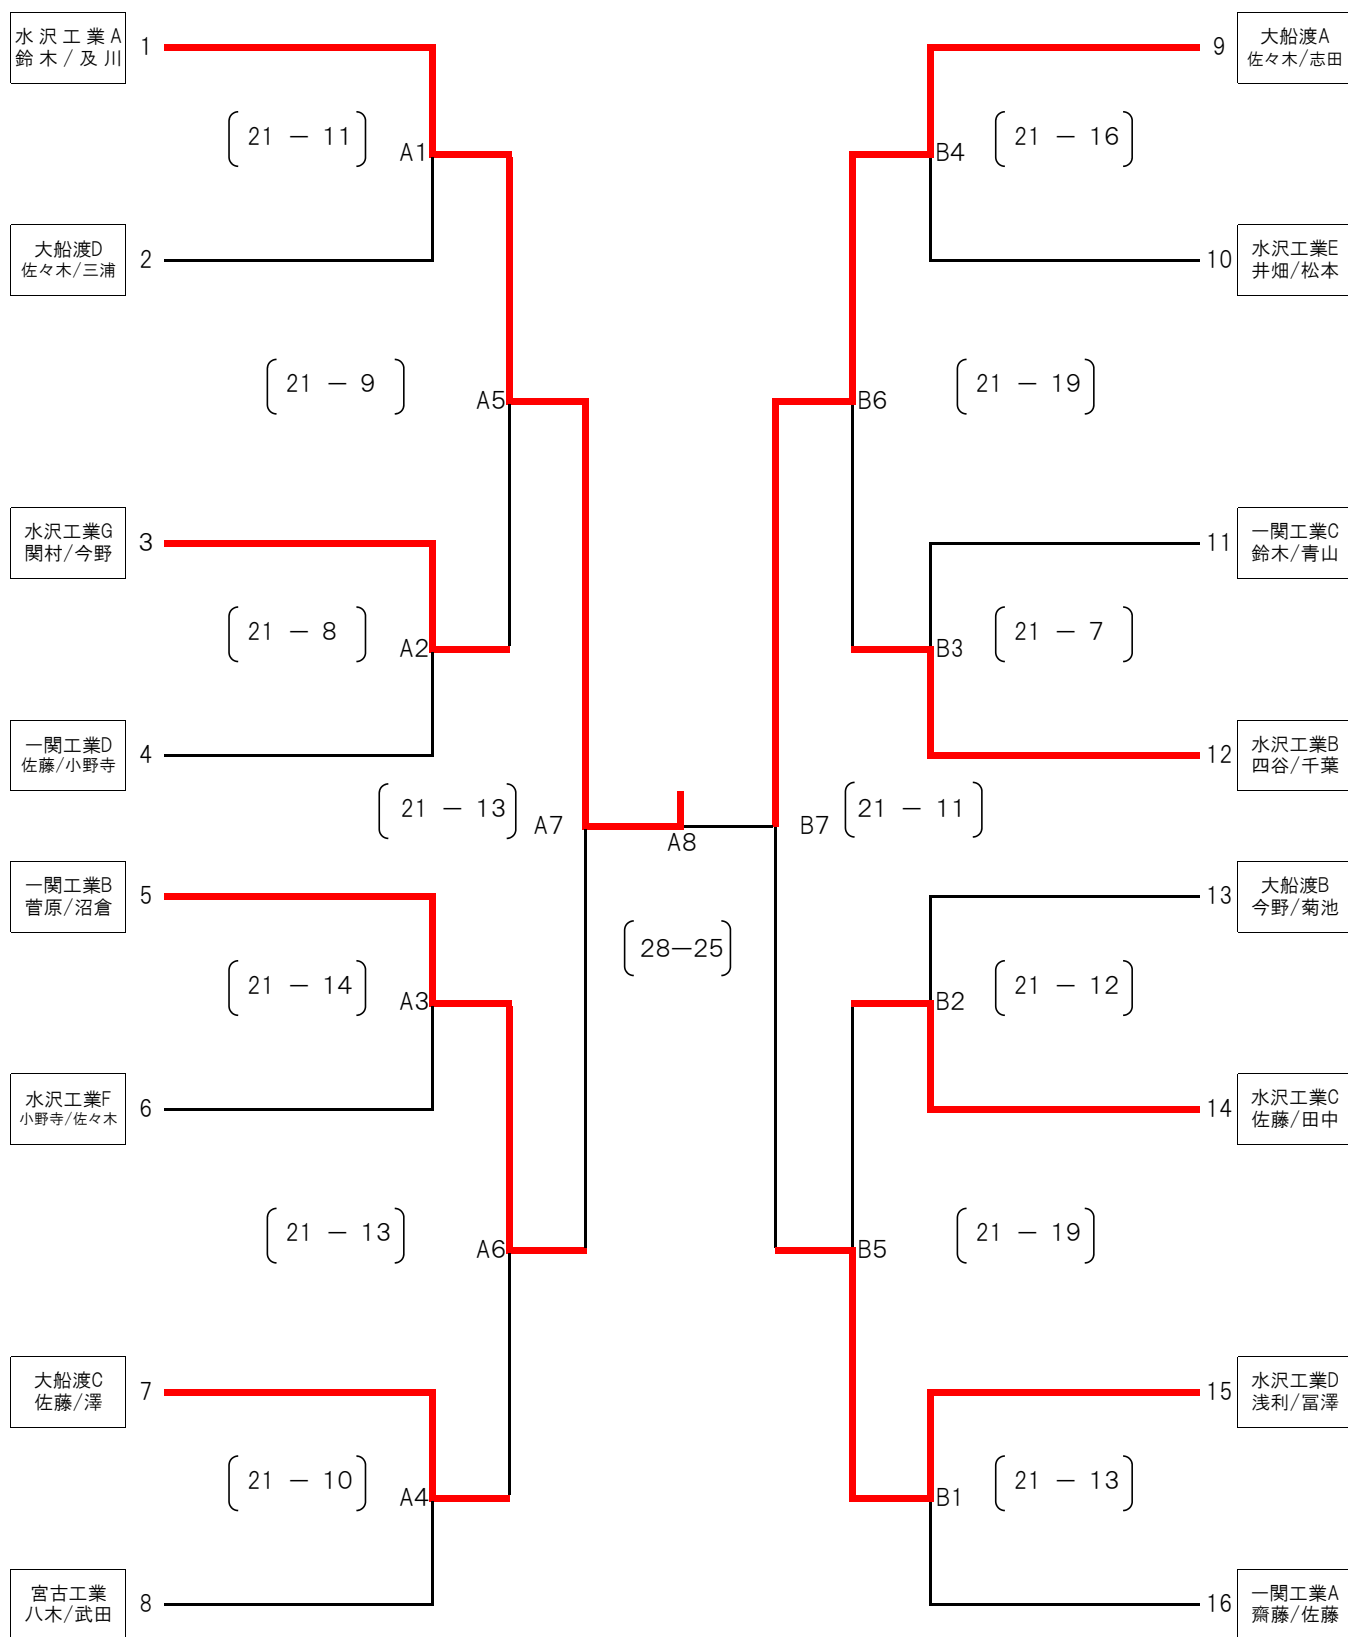 水沢工業A
鈴木/及川
1
9
大船渡A
佐々木/志田
21 － 11
A1
B4
21 － 16
大船渡D
佐々木/三浦
2
10
水沢工業E
井畑/松本
21 － 9
A5
B6
21 － 19
水沢工業G
関村/今野
3
11
一関工業C
鈴木/青山
21 － 8
A2
B3
21 － 7
一関工業D
佐藤/小野寺
4
12
水沢工業B
四谷/千葉
21 － 13
A7
A8
B7
21 － 11
一関工業B
菅原/沼倉
5
13
大船渡B
今野/菊池
28－25
21 － 14
A3
B2
21 － 12
水沢工業F
小野寺/佐々木
6
14
水沢工業C
佐藤/田中
21 － 13
A6
B5
21 － 19
大船渡C
佐藤/澤
7
15
水沢工業D
浅利/冨澤
21 － 10
A4
B1
21 － 13
宮古工業
八木/武田
8
16
一関工業A
齋藤/佐藤